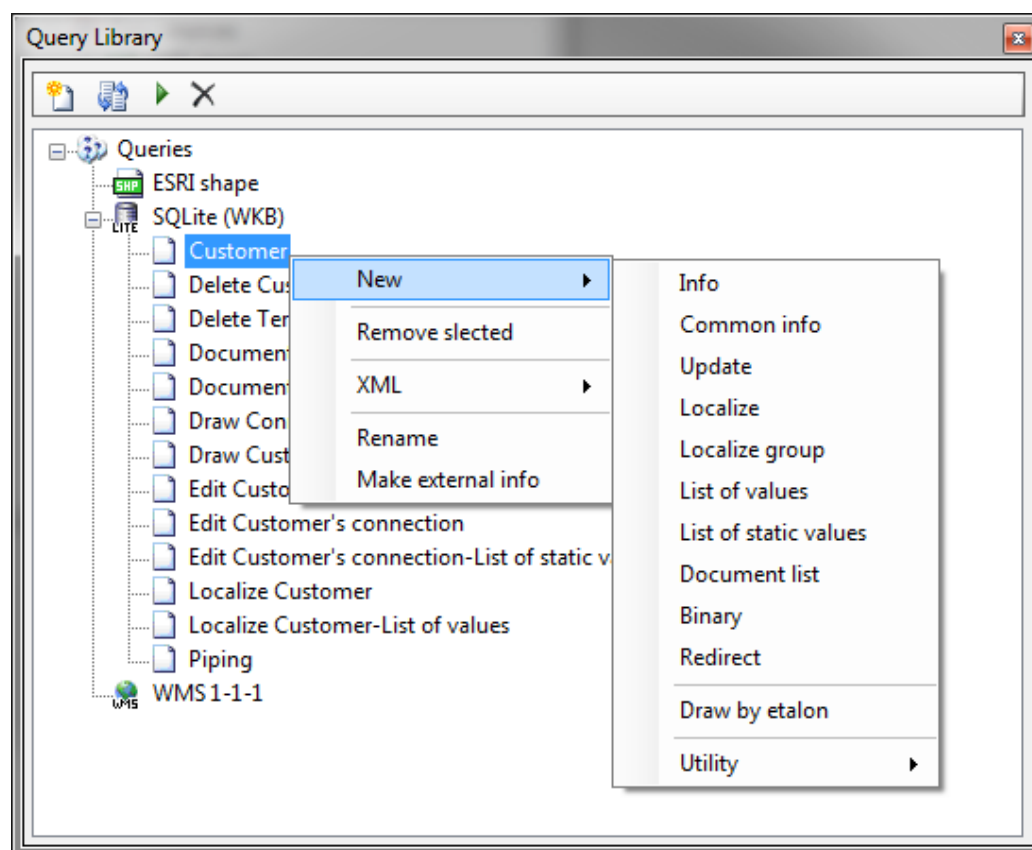 Query Library
Queries
SHP ESRI shape
LITE SQLite (WKB)
Customer
Delete Cus
Delete Ter
Documen
Documen
Draw Con
Draw Cust
Edit Custo
Edit Customer's connection
Edit Customer's connection-List of static v
Localize Customer
Localize Customer-List of values
Piping
WMS WMS 1-1-1
New
Remove slected
XML
Rename
Make external info
Info
Common info
Update
Localize
Localize group
List of values
List of static values
Document list
Binary
Redirect
Draw by etalon
Utility